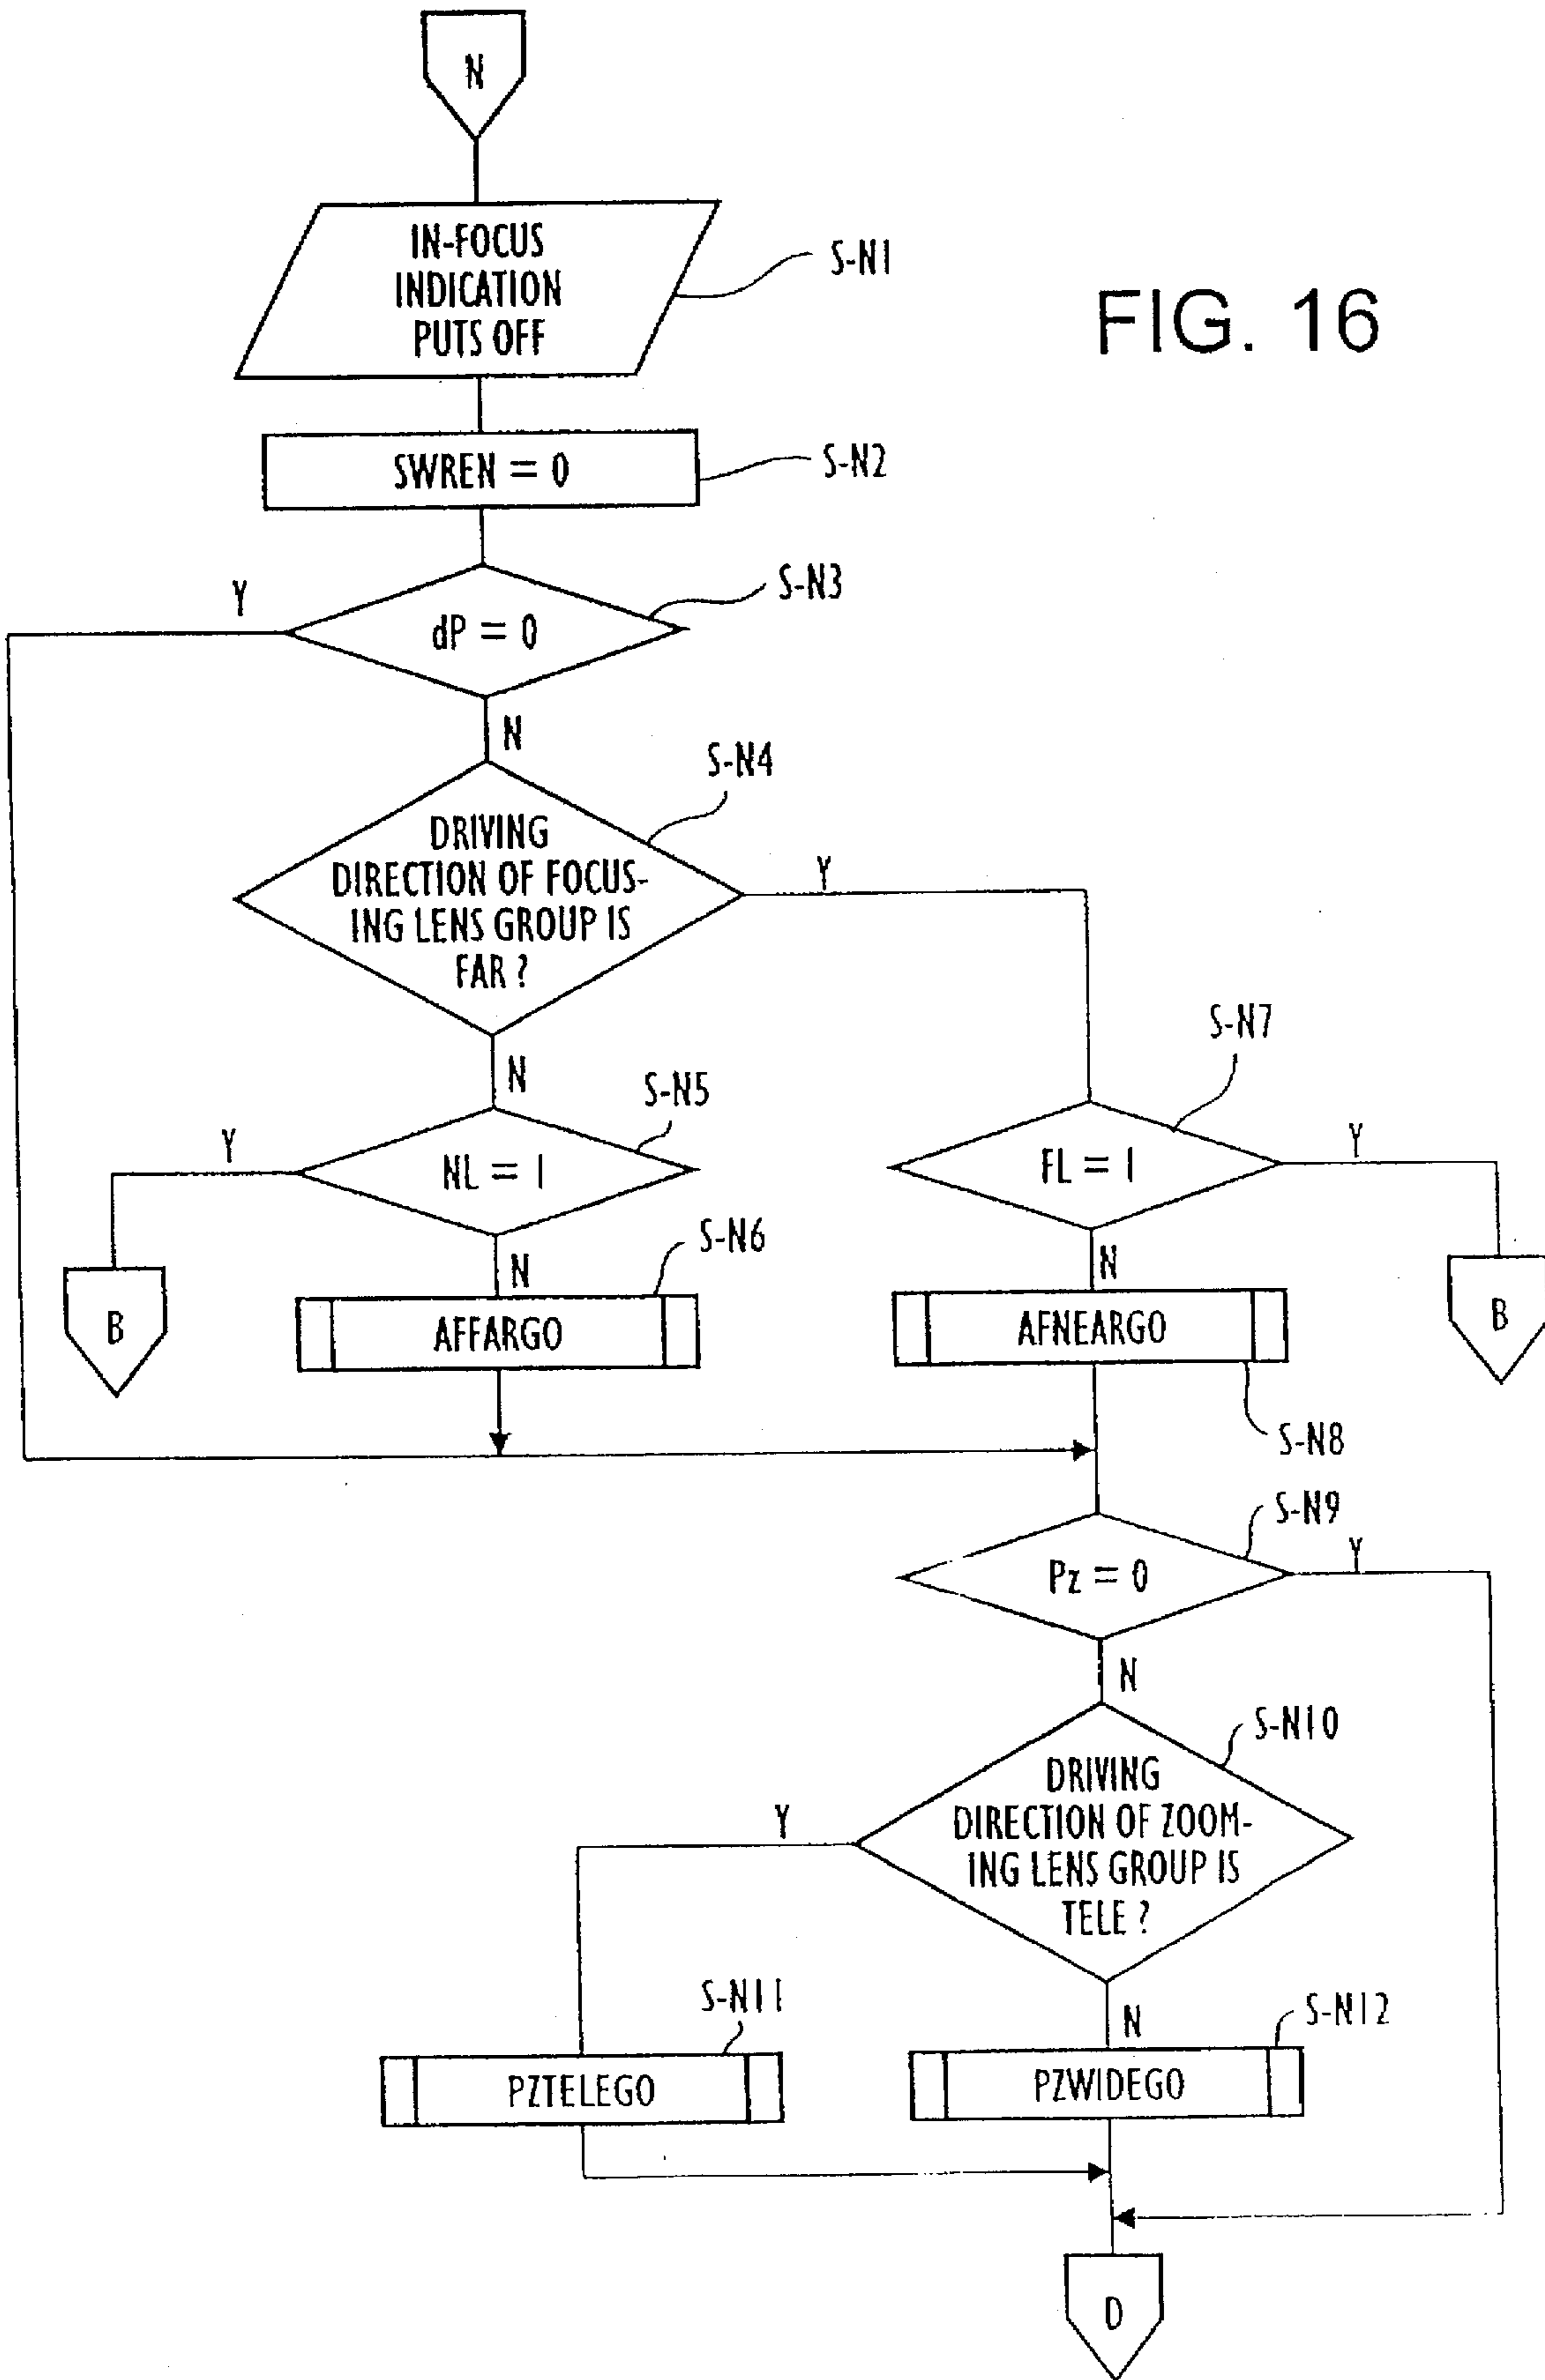 N
IN-FOCUS
INDICATION
PUTS OFF
S-N1
FIG. 16
SWREN = 0
S-N2
Y
dP = 0
S-N3
N
S-N4
DRIVING
DIRECTION OF FOCUS-
ING LENS GROUP IS
FAR ?
Y
N
S-N5
Y
NL = 1
S-N7
FL = 1
Y
N
S-N6
N
B
AFFARGO
AFNEARGO
B
S-N8
S-N9
Pz = 0
Y
N
S-N10
DRIVING
DIRECTION OF ZOOM-
ING LENS GROUP IS
TELE ?
Y
N
S-N11
S-N12
PZTELEGO
PZWIDEGO
D